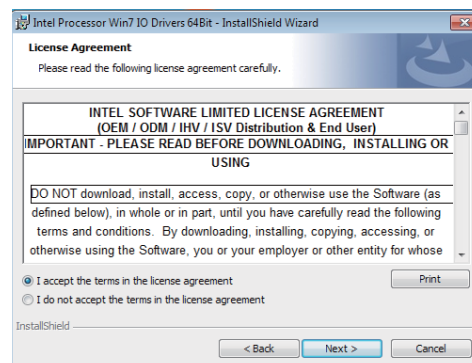 Intel Processor Win7 IO Drivers 64Bit - InstallShield Wizard
License Agreement
Please read the following license agreement carefully.
INTEL SOFTWARE LIMITED LICENSE AGREEMENT
(OEM / ODM / IHV / ISV Distribution & End User)
IMPORTANT - PLEASE READ BEFORE DOWNLOADING, INSTALLING OR
USING
DO NOT download, install, access, copy, or otherwise use the Software (as
defined below), in whole or in part, until you have carefully read the following
terms and conditions. By downloading, installing, copying, accessing, or
otherwise using the Software, you or your employer or other entity for whose
I accept the terms in the license agreement
Print
I do not accept the terms in the license agreement
InstallShield
< Back
Next >
Cancel